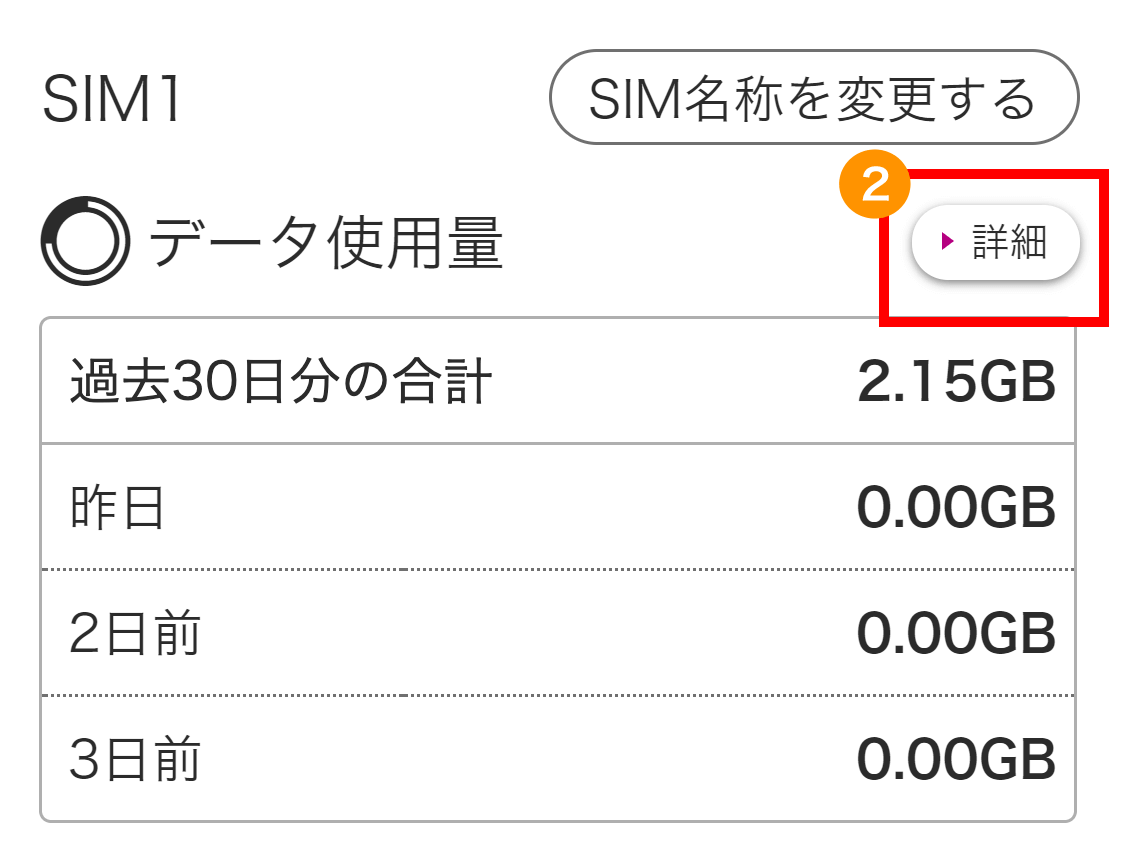 SIM1 SIM名称を変更する
2
データ使用量 詳細
過去30日分の合計 2.15GB
昨日 0.00GB
2日前 0.00GB
3日前 0.00GB